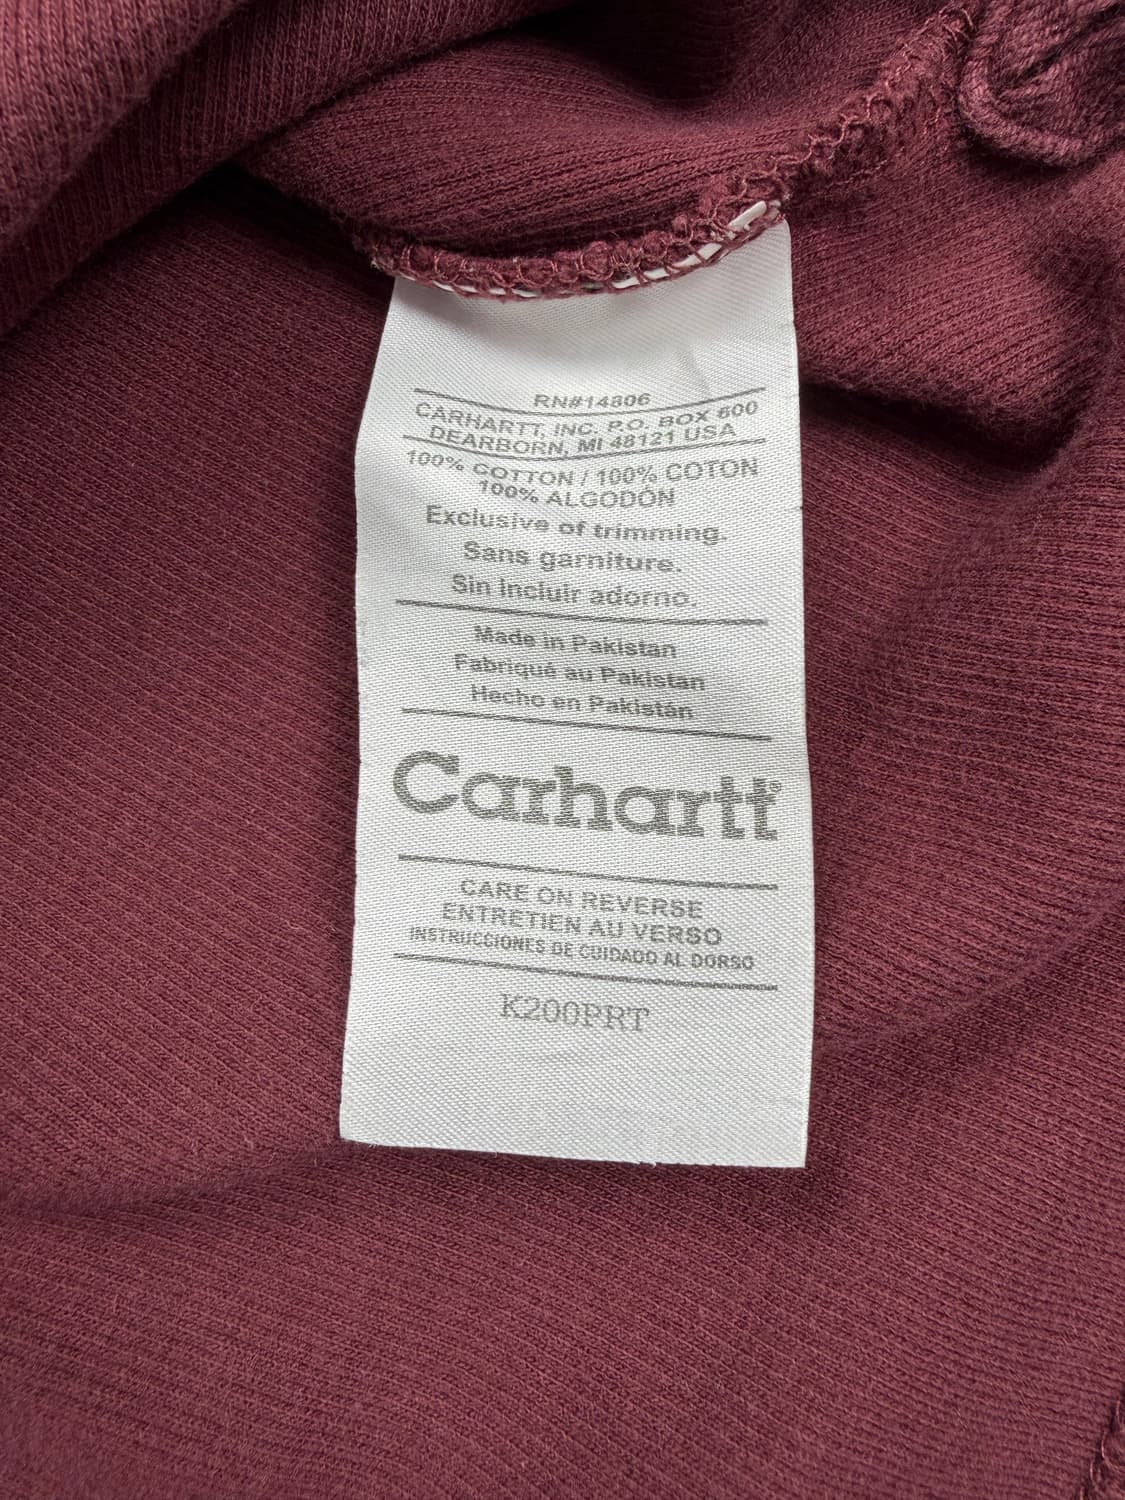 RN#14806
CARHARTT, INC. P.O. BOX 600
DEARBORN, MI 48121 USA
100% COTTON / 100% COTON
100% ALGODÓN
Exclusive of trimming.
Sans garniture.
Sin incluir adorno.
Made in Pakistan
Fabriqué au Pakistan
Hecho en Pakistán
Carhartt®
CARE ON REVERSE
ENTRETIEN AU VERSO
INSTRUCCIONES DE CUIDADO AL DORSO
K200PRT